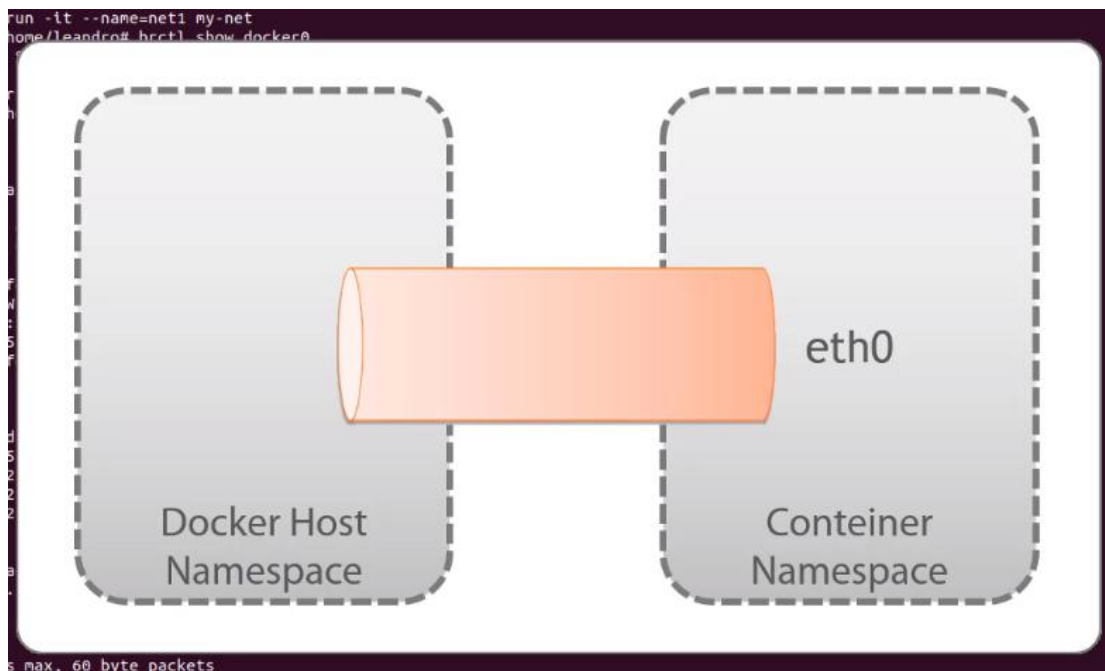 run -it --name=net1 my-net
home/leandro# brctl show docker0
eth0
Docker Host
Namespace
Conteiner
Namespace
s max, 60 byte packets